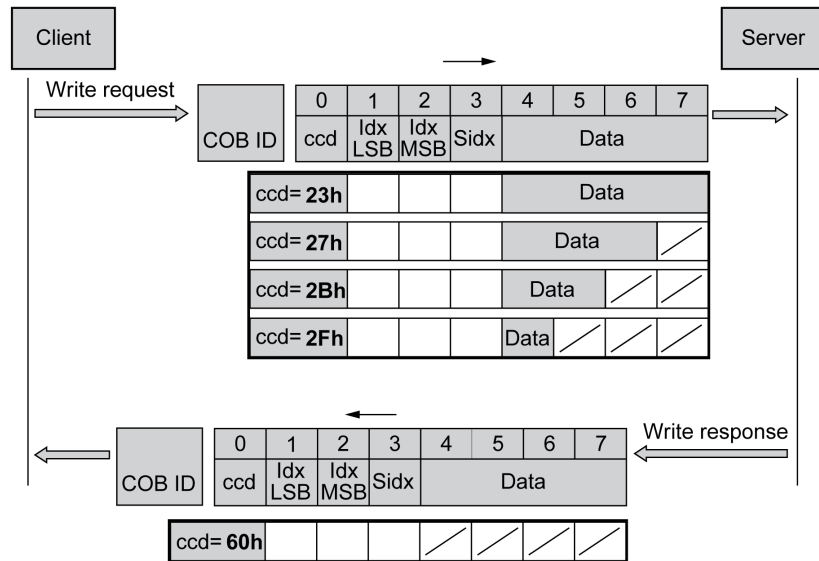 Client
Server
Write request
0 1 2 3 4 5 6 7
COB ID
ccd
Idx LSB
Idx MSB
Sidx
Data
ccd= 23h
Data
ccd= 27h
Data
ccd= 2Bh
Data
ccd= 2Fh
Data
Write response
0 1 2 3 4 5 6 7
COB ID
ccd
Idx LSB
Idx MSB
Sidx
Data
ccd= 60h